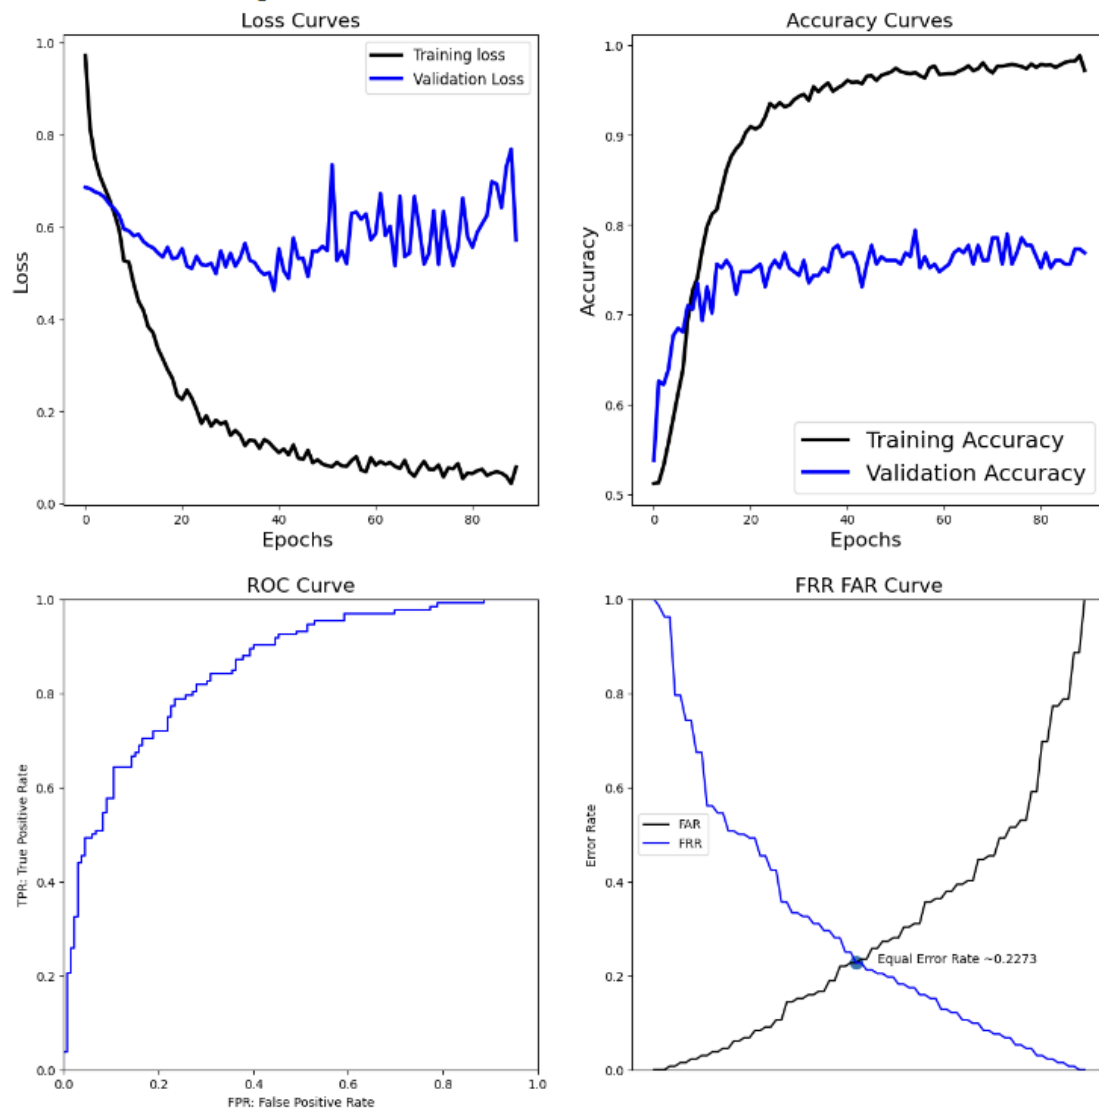 Loss Curves
Training loss
Validation Loss
1.0
0.8
0.6
0.4
0.2
0.0
Loss
0 20 40 60 80
Epochs
Accuracy Curves
1.0
0.9
0.8
0.7
0.6
0.5
Accuracy
Training Accuracy
Validation Accuracy
0 20 40 60 80
Epochs
ROC Curve
1.0
0.8
0.6
0.4
0.2
0.0
TPR: True Positive Rate
0.0 0.2 0.4 0.6 0.8 1.0
FPR: False Positive Rate
FRR FAR Curve
1.0
0.8
0.6
0.4
0.2
0.0
Error Rate
FAR
FRR
Equal Error Rate ~0.2273